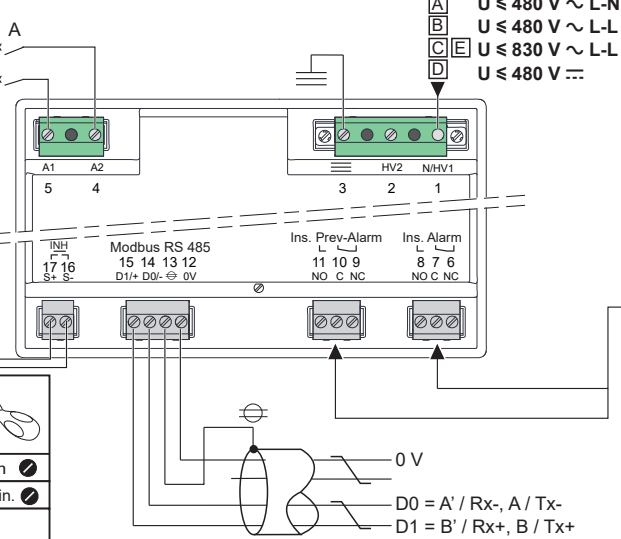 A U ≤ 480 V ~ L-N
B U ≤ 480 V ~ L-L
C E U ≤ 830 V ~ L-L
D U ≤ 480 V ⎓
A
A1 A2
5 4
HV2 N/HV1
3 2 1
INH
17 16
S+ S-
Modbus RS 485
15 14 13 12
D1/+ D0/- 0V
Ins. Prev-Alarm
11 10 9
NO C NC
Ins. Alarm
8 7 6
NO C NC
0 V
D0 = A' / Rx-, A / Tx-
D1 = B' / Rx+, B / Tx+
in.